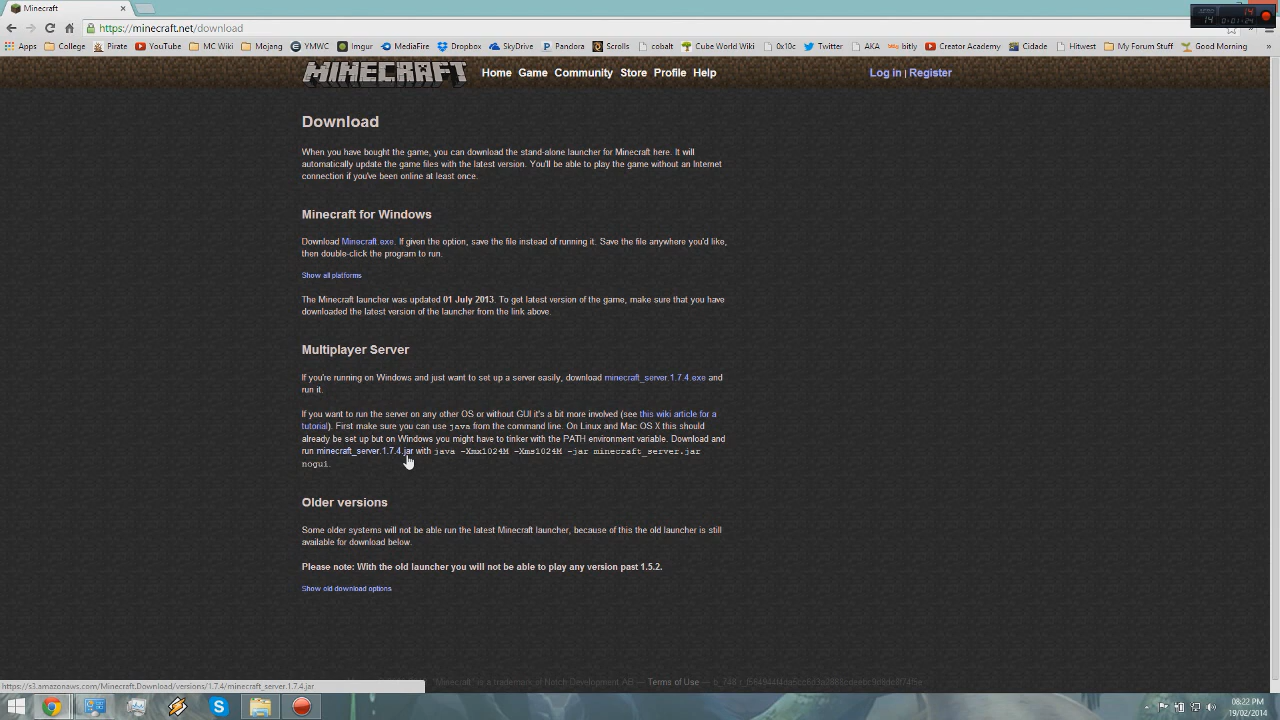 Minecraft
https://minecraft.net/download
14
14 0:01:24
Apps College Pirate YouTube MC/Wiki Mojang YMWC Imgur MediaFire Dropbox SkyDrive Pandora Scrolls cobalt Cube World Wiki 0x10c Twitter AKA bitly Creator Academy Cidade Hitwest My Forum Stuff Good Morning »
MINECRAFT Home Game Community Store Profile Help Log in | Register
Download
When you have bought the game, you can download the stand-alone launcher for Minecraft here. It will
automatically update the game files with the latest version. You'll be able to play the game without an Internet
connection if you've been online at least once.
Minecraft for Windows
Download Minecraft.exe. If given the option, save the file instead of running it. Save the file anywhere you'd like,
then double-click the program to run.
Show all platforms
The Minecraft launcher was updated 01 July 2013. To get latest version of the game, make sure that you have
downloaded the latest version of the launcher from the link above.
Multiplayer Server
If you're running on Windows and just want to set up a server easily, download minecraft_server.1.7.4.exe and
run it.
If you want to run the server on any other OS or without GUI it's a bit more involved (see this wiki article for a
tutorial). First make sure you can use java from the command line. On Linux and Mac OS X this should
already be set up but on Windows you might have to tinker with the PATH environment variable. Download and
run minecraft_server.1.7.4.jar with java -Xmx1024M -Xms1024M -jar minecraft_server.jar
nogui.
Older versions
Some older systems will not be able run the latest Minecraft launcher, because of this the old launcher is still
available for download below.
Please note: With the old launcher you will not be able to play any version past 1.5.2.
Show old download options
"Minecraft" is a trademark of Notch Development AB — Terms of Use —
https://s3.amazonaws.com/Minecraft.Download/versions/1.7.4/minecraft_server.1.7.4.jar
08:22 PM
19/02/2014